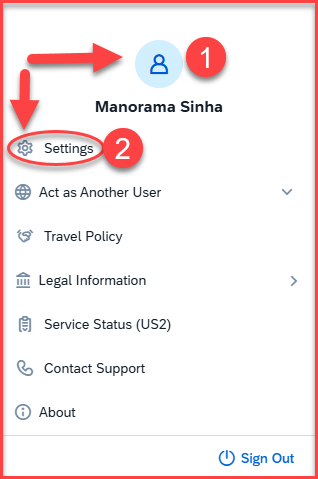 1
Manorama Sinha
Settings
2
Act as Another User
Travel Policy
Legal Information
Service Status (US2)
Contact Support
About
Sign Out